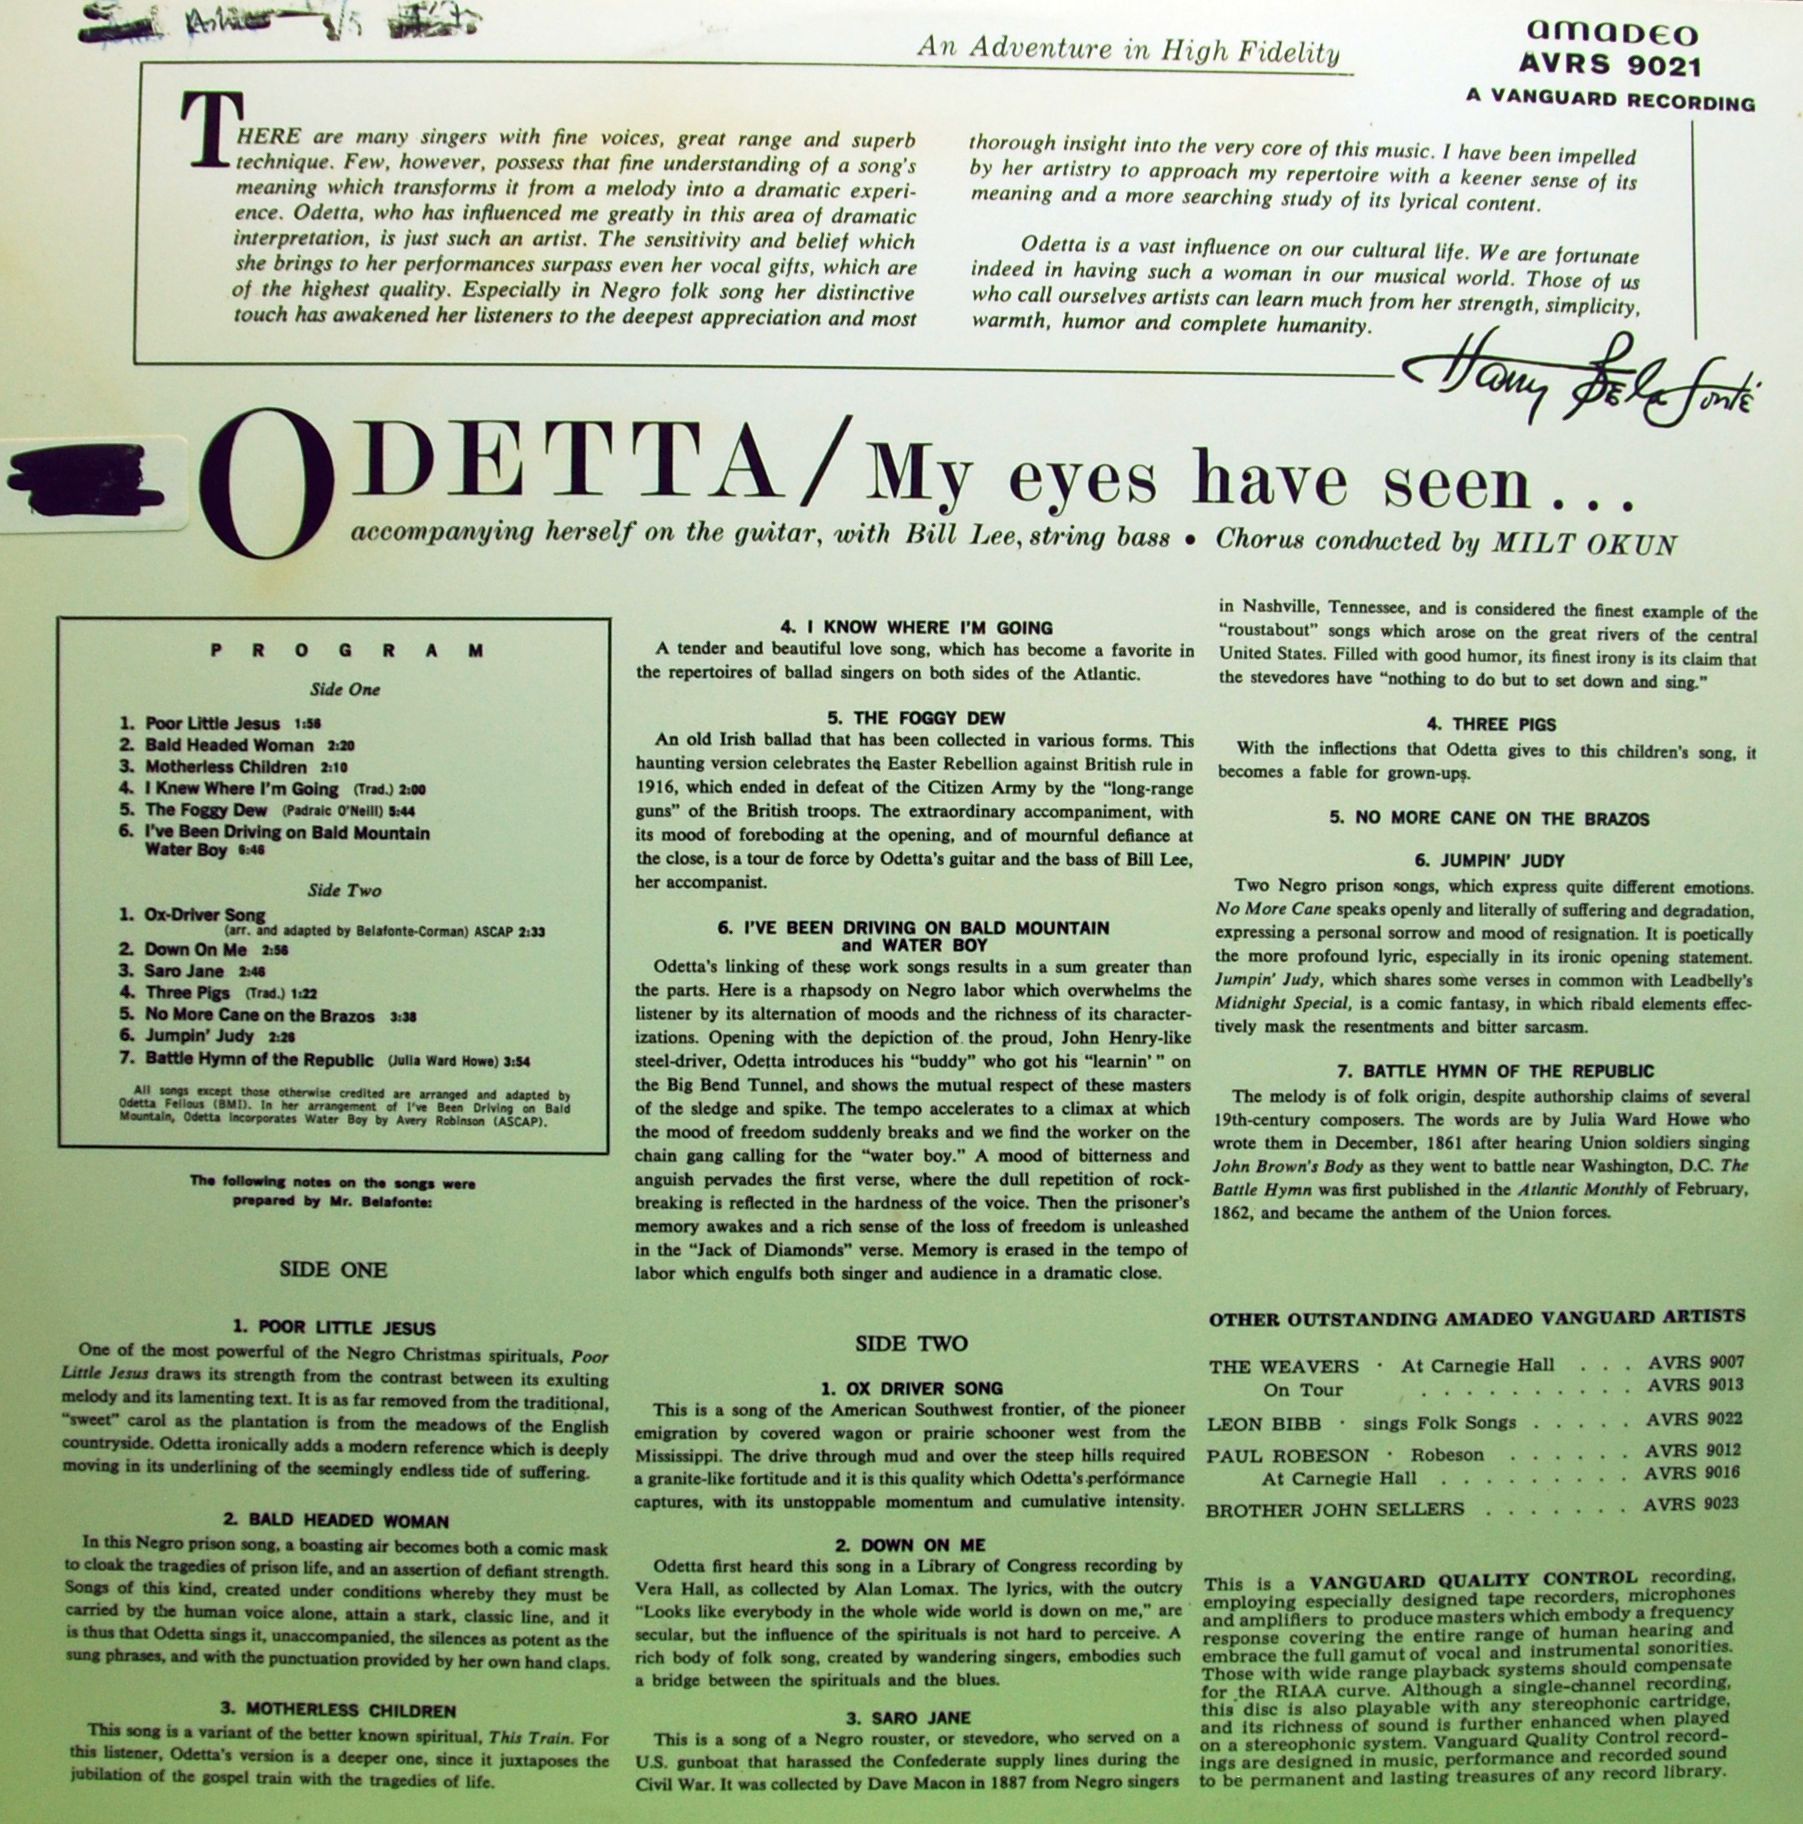 An Adventure in High Fidelity
amadeo
AVRS 9021
A VANGUARD RECORDING
THERE are many singers with fine voices, great range and superb
technique. Few, however, possess that fine understanding of a song's
meaning which transforms it from a melody into a dramatic experi-
ence. Odetta, who has influenced me greatly in this area of dramatic
interpretation, is just such an artist. The sensitivity and belief which
she brings to her performances surpass even her vocal gifts, which are
of the highest quality. Especially in Negro folk song her distinctive
touch has awakened her listeners to the deepest appreciation and most
thorough insight into the very core of this music. I have been impelled
by her artistry to approach my repertoire with a keener sense of its
meaning and a more searching study of its lyrical content.
Odetta is a vast influence on our cultural life. We are fortunate
indeed in having such a woman in our musical world. Those of us
who call ourselves artists can learn much from her strength, simplicity,
warmth, humor and complete humanity.
Harry Belafonte
ODETTA/My eyes have seen...
accompanying herself on the guitar, with Bill Lee, string bass • Chorus conducted by MILT OKUN
PROGRAM
Side One
1. Poor Little Jesus 1:56
2. Bald Headed Woman 2:20
3. Motherless Children 2:10
4. I Knew Where I'm Going (Trad.) 2:00
5. The Foggy Dew (Padraic O'Neill) 5:44
6. I've Been Driving on Bald Mountain
Water Boy 6:46
Side Two
1. Ox-Driver Song
(arr. and adapted by Belafonte-Corman) ASCAP 2:33
2. Down On Me 2:56
3. Saro Jane 2:46
4. Three Pigs (Trad.) 1:22
5. No More Cane on the Brazos 3:38
6. Jumpin' Judy 2:26
7. Battle Hymn of the Republic (Julia Ward Howe) 3:54
All songs except those otherwise credited are arranged and adapted by
Odetta Felious (BMI). In her arrangement of I've Been Driving on Bald
Mountain, Odetta incorporates Water Boy by Avery Robinson (ASCAP).
The following notes on the songs were
prepared by Mr. Belafonte:
SIDE ONE
1. POOR LITTLE JESUS
One of the most powerful of the Negro Christmas spirituals, Poor
Little Jesus draws its strength from the contrast between its exulting
melody and its lamenting text. It is as far removed from the traditional,
"sweet" carol as the plantation is from the meadows of the English
countryside. Odetta ironically adds a modern reference which is deeply
moving in its underlining of the seemingly endless tide of suffering.
2. BALD HEADED WOMAN
In this Negro prison song, a boasting air becomes both a comic mask
to cloak the tragedies of prison life, and an assertion of defiant strength.
Songs of this kind, created under conditions whereby they must be
carried by the human voice alone, attain a stark, classic line, and it
is thus that Odetta sings it, unaccompanied, the silences as potent as the
sung phrases, and with the punctuation provided by her own hand claps.
3. MOTHERLESS CHILDREN
This song is a variant of the better known spiritual, This Train. For
this listener, Odetta's version is a deeper one, since it juxtaposes the
jubilation of the gospel train with the tragedies of life.
4. I KNOW WHERE I'M GOING
A tender and beautiful love song, which has become a favorite in
the repertoires of ballad singers on both sides of the Atlantic.
5. THE FOGGY DEW
An old Irish ballad that has been collected in various forms. This
haunting version celebrates the Easter Rebellion against British rule in
1916, which ended in defeat of the Citizen Army by the "long-range
guns" of the British troops. The extraordinary accompaniment, with
its mood of foreboding at the opening, and of mournful defiance at
the close, is a tour de force by Odetta's guitar and the bass of Bill Lee,
her accompanist.
6. I'VE BEEN DRIVING ON BALD MOUNTAIN
and WATER BOY
Odetta's linking of these work songs results in a sum greater than
the parts. Here is a rhapsody on Negro labor which overwhelms the
listener by its alternation of moods and the richness of its character-
izations. Opening with the depiction of the proud, John Henry-like
steel-driver, Odetta introduces his "buddy" who got his "learnin'" on
the Big Bend Tunnel, and shows the mutual respect of these masters
of the sledge and spike. The tempo accelerates to a climax at which
the mood of freedom suddenly breaks and we find the worker on the
chain gang calling for the "water boy." A mood of bitterness and
anguish pervades the first verse, where the dull repetition of rock-
breaking is reflected in the hardness of the voice. Then the prisoner's
memory awakes and a rich sense of the loss of freedom is unleashed
in the "Jack of Diamonds" verse. Memory is erased in the tempo of
labor which engulfs both singer and audience in a dramatic close.
SIDE TWO
1. OX DRIVER SONG
This is a song of the American Southwest frontier, of the pioneer
emigration by covered wagon or prairie schooner west from the
Mississippi. The drive through mud and over the steep hills required
a granite-like fortitude and it is this quality which Odetta's performance
captures, with its unstoppable momentum and cumulative intensity.
2. DOWN ON ME
Odetta first heard this song in a Library of Congress recording by
Vera Hall, as collected by Alan Lomax. The lyrics, with the outcry
"Looks like everybody in the whole wide world is down on me," are
secular, but the influence of the spirituals is not hard to perceive. A
rich body of folk song, created by wandering singers, embodies such
a bridge between the spirituals and the blues.
3. SARO JANE
This is a song of a Negro rouster, or stevedore, who served on a
U.S. gunboat that harassed the Confederate supply lines during the
Civil War. It was collected by Dave Macon in 1887 from Negro singers
in Nashville, Tennessee, and is considered the finest example of the
"roustabout" songs which arose on the great rivers of the central
United States. Filled with good humor, its finest irony is its claim that
the stevedores have "nothing to do but to set down and sing."
4. THREE PIGS
With the inflections that Odetta gives to this children's song, it
becomes a fable for grown-ups.
5. NO MORE CANE ON THE BRAZOS
6. JUMPIN' JUDY
Two Negro prison songs, which express quite different emotions.
No More Cane speaks openly and literally of suffering and degradation,
expressing a personal sorrow and mood of resignation. It is poetically
the more profound lyric, especially in its ironic opening statement.
Jumpin' Judy, which shares some verses in common with Leadbelly's
Midnight Special, is a comic fantasy, in which ribald elements effec-
tively mask the resentments and bitter sarcasm.
7. BATTLE HYMN OF THE REPUBLIC
The melody is of folk origin, despite authorship claims of several
19th-century composers. The words are by Julia Ward Howe who
wrote them in December, 1861 after hearing Union soldiers singing
John Brown's Body as they went to battle near Washington, D.C. The
Battle Hymn was first published in the Atlantic Monthly of February,
1862, and became the anthem of the Union forces.
OTHER OUTSTANDING AMADEO VANGUARD ARTISTS
THE WEAVERS · At Carnegie Hall . . . AVRS 9007
On Tour . . . . . . . . . . AVRS 9013
LEON BIBB · sings Folk Songs . . . . . AVRS 9022
PAUL ROBESON · Robeson . . . . . . AVRS 9012
At Carnegie Hall . . . . . . . . . AVRS 9016
BROTHER JOHN SELLERS . . . . . . . AVRS 9023
This is a VANGUARD QUALITY CONTROL recording,
employing especially designed tape recorders, microphones
and amplifiers to produce masters which embody a frequency
response covering the entire range of human hearing and
embrace the full gamut of vocal and instrumental sonorities.
Those with wide range playback systems should compensate
for the RIAA curve. Although a single-channel recording,
this disc is also playable with any stereophonic cartridge,
and its richness of sound is further enhanced when played
on a stereophonic system. Vanguard Quality Control record-
ings are designed in music, performance and recorded sound
to be permanent and lasting treasures of any record library.